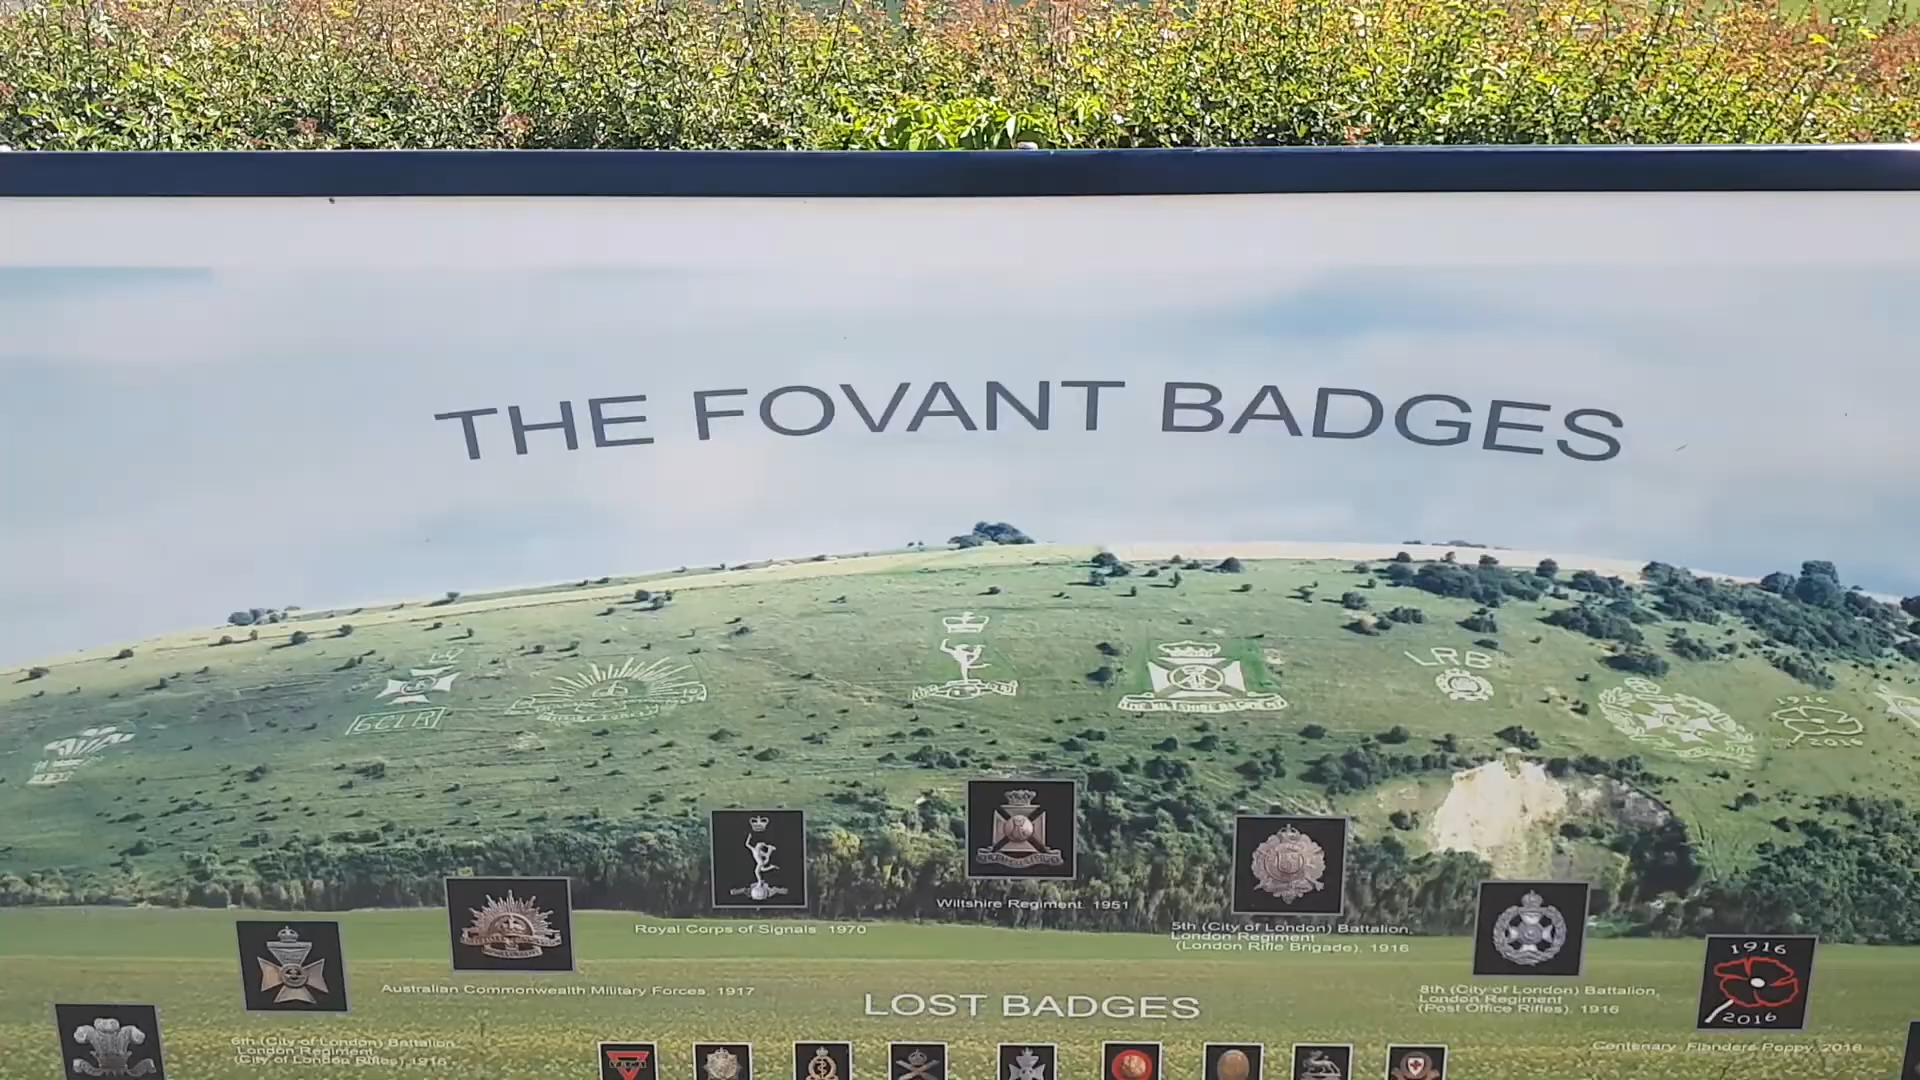 THE FOVANT BADGES
6CLR
THE WILTSHIRE REGIMENT
LRB
1916
2016
Wiltshire Regiment. 1951
Royal Corps of Signals 1970
5th (City of London) Battalion,
London Regiment
(London Rifle Brigade), 1916
Australian Commonwealth Military Forces, 1917
8th (City of London) Battalion,
London Regiment
(Post Office Rifles), 1916
1916
2016
LOST BADGES
6th (City of London) Battalion,
London Regiment
(City of London Rifles) 1916
Centenary Flanders Poppy, 2016